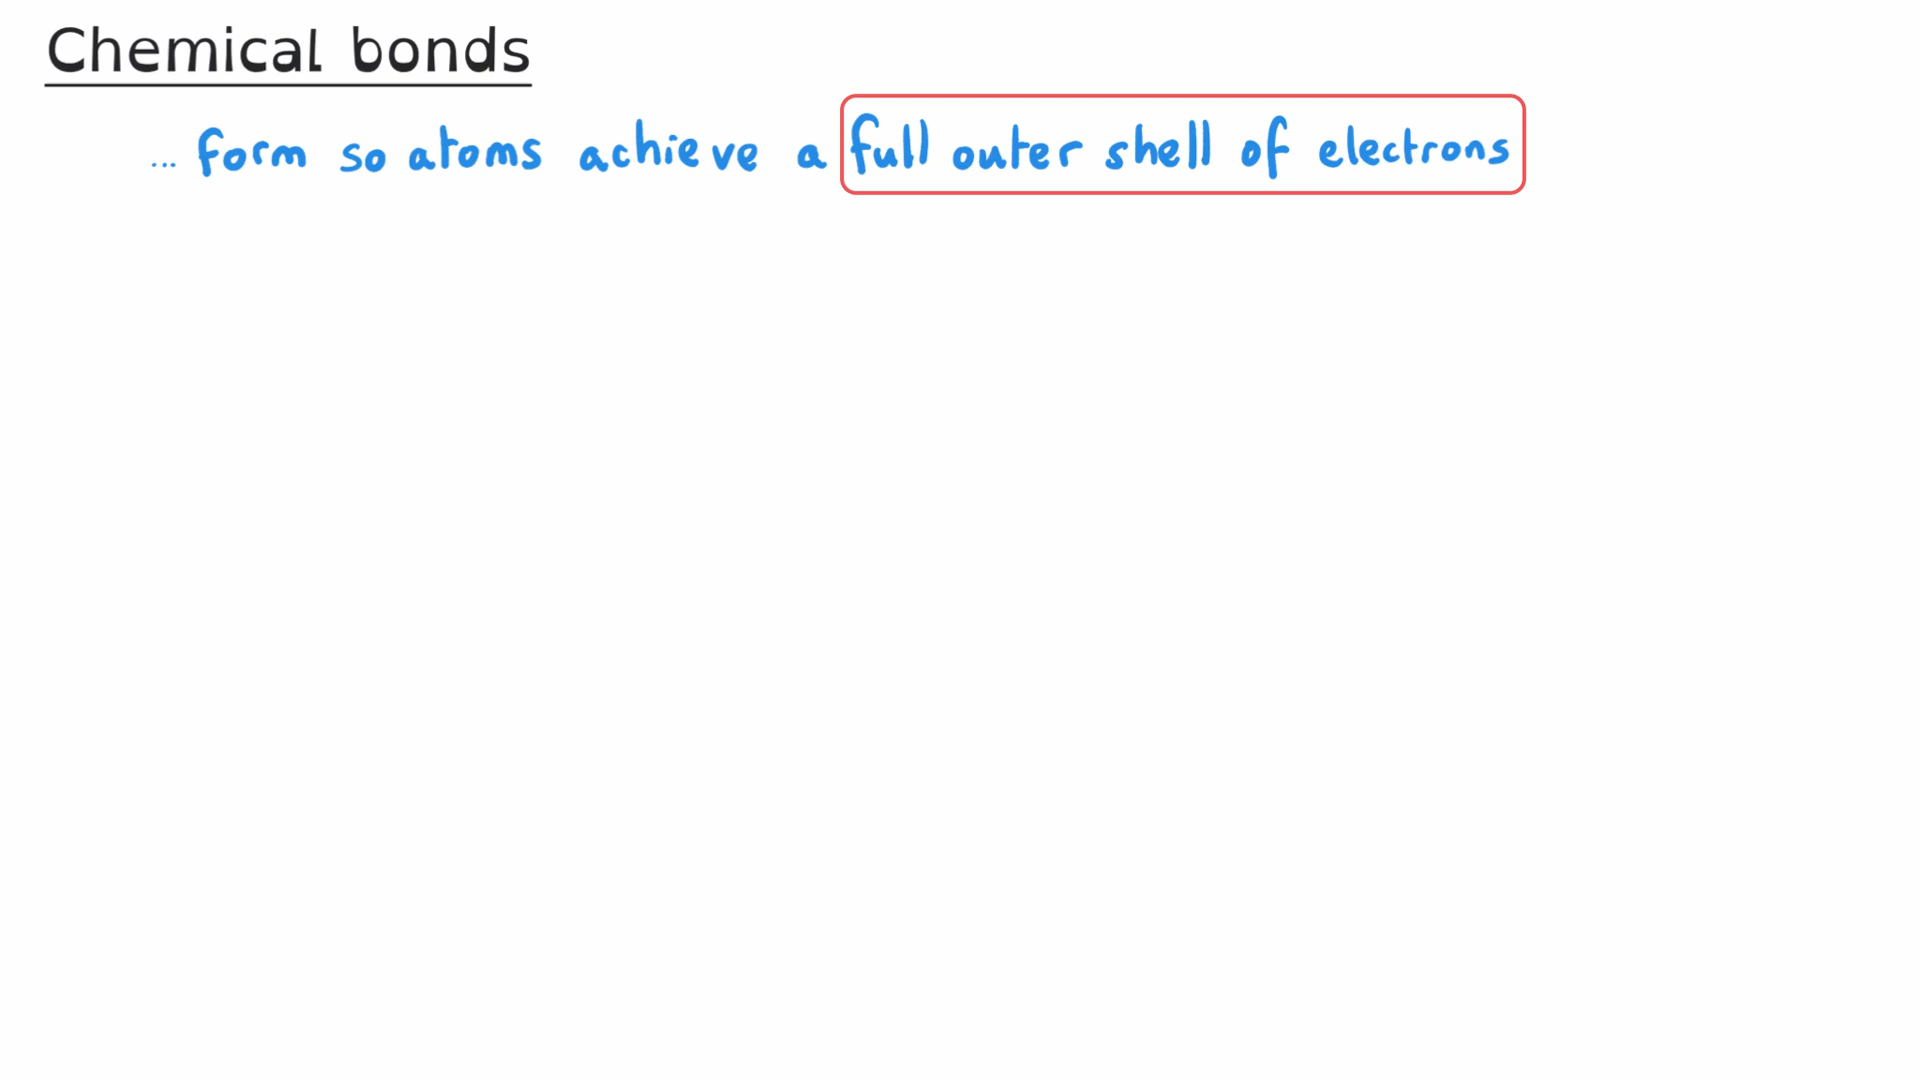 Chemical bonds
... form so atoms achieve a full outer shell of electrons